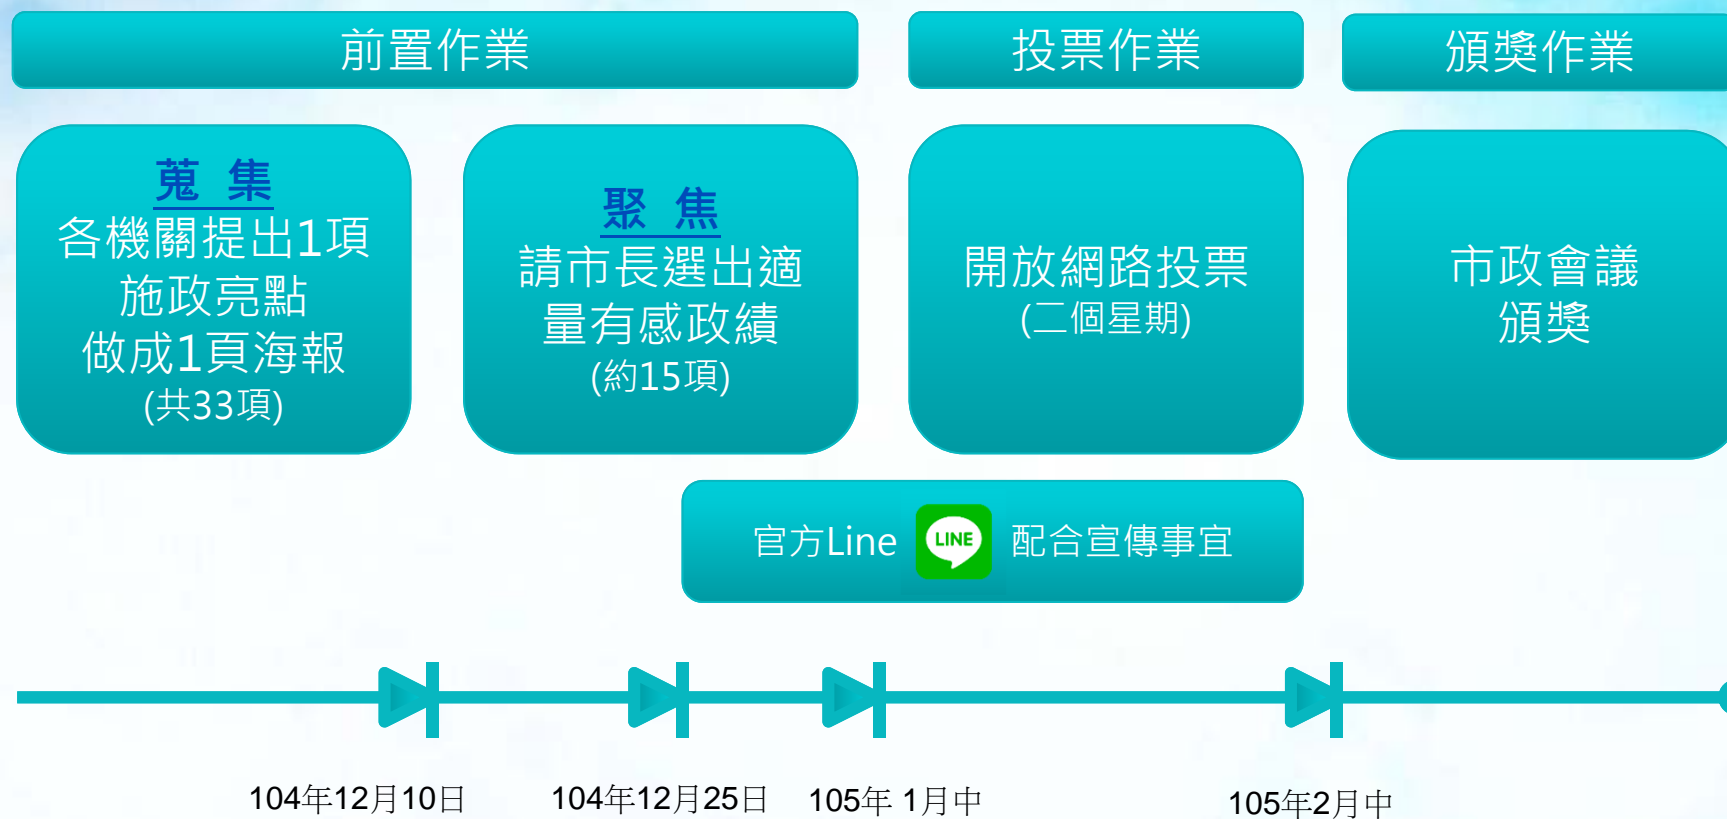 前置作業
投票作業
頒獎作業
蒐 集
各機關提出1項
施政亮點
做成1頁海報
(共33項)
聚 焦
請市長選出適
量有感政績
(約15項)
開放網路投票
(二個星期)
市政會議
頒獎
官方Line LINE 配合宣傳事宜
104年12月10日
104年12月25日
105年 1月中
105年2月中